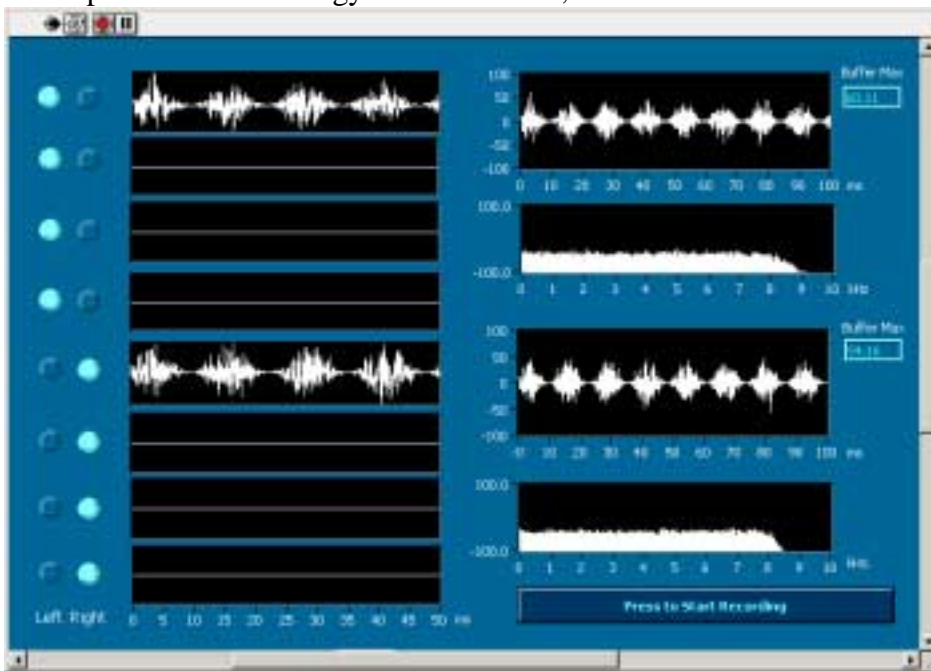 Buffer Max
100
50
0
-50
-100
0 10 20 30 40 50 60 70 80 90 100 ms
100.0
-100.0
0 1 2 3 4 5 6 7 8 9 10 kHz
Buffer Max
100
50
0
-50
-100
0 10 20 30 40 50 60 70 80 90 100 ms
100.0
-100.0
0 1 2 3 4 5 6 7 8 9 10 kHz
Press to Start Recording
Left Right 0 5 10 15 20 25 30 35 40 45 50 ms